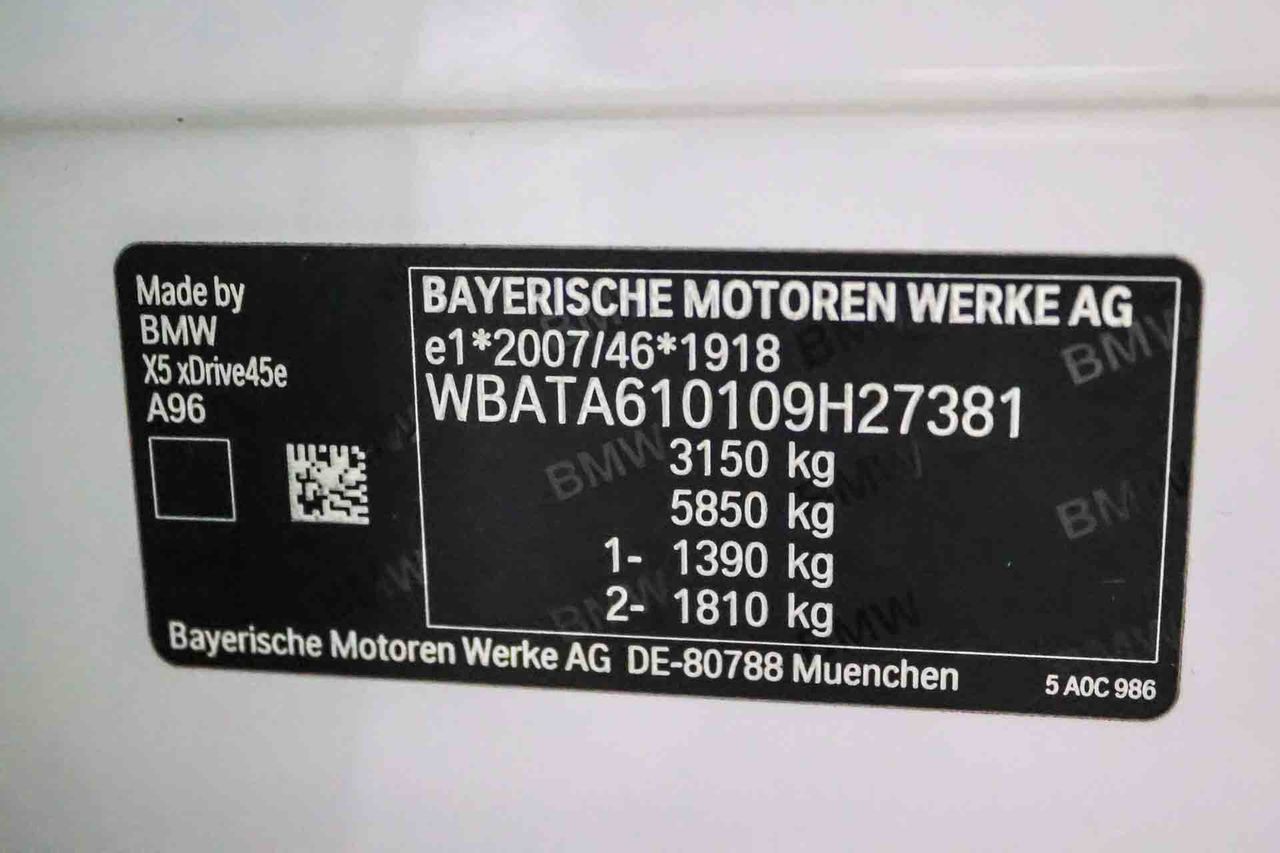 Made by
BMW
X5 xDrive45e
A96
BAYERISCHE MOTOREN WERKE AG
e1*2007/46*1918
WBATA610109H27381
3150 kg
5850 kg
1- 1390 kg
2- 1810 kg
Bayerische Motoren Werke AG DE-80788 Muenchen
5 A0C 986